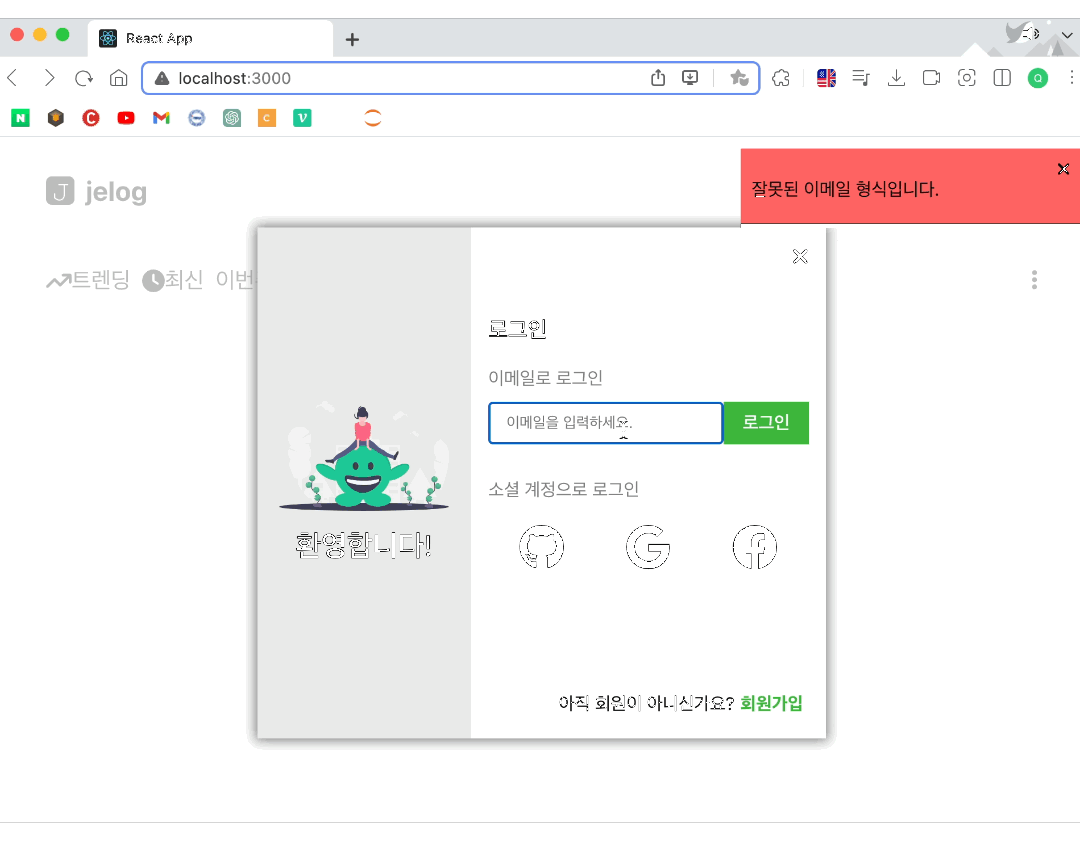 React App
localhost:3000
N
C
C
V
Q
J jelog
잘못된 이메일 형식입니다.
트렌딩 최신 이번
로그인
이메일로 로그인
이메일을 입력하세요.
로그인
소셜 계정으로 로그인
환영합니다!
아직 회원이 아니신가요? 회원가입